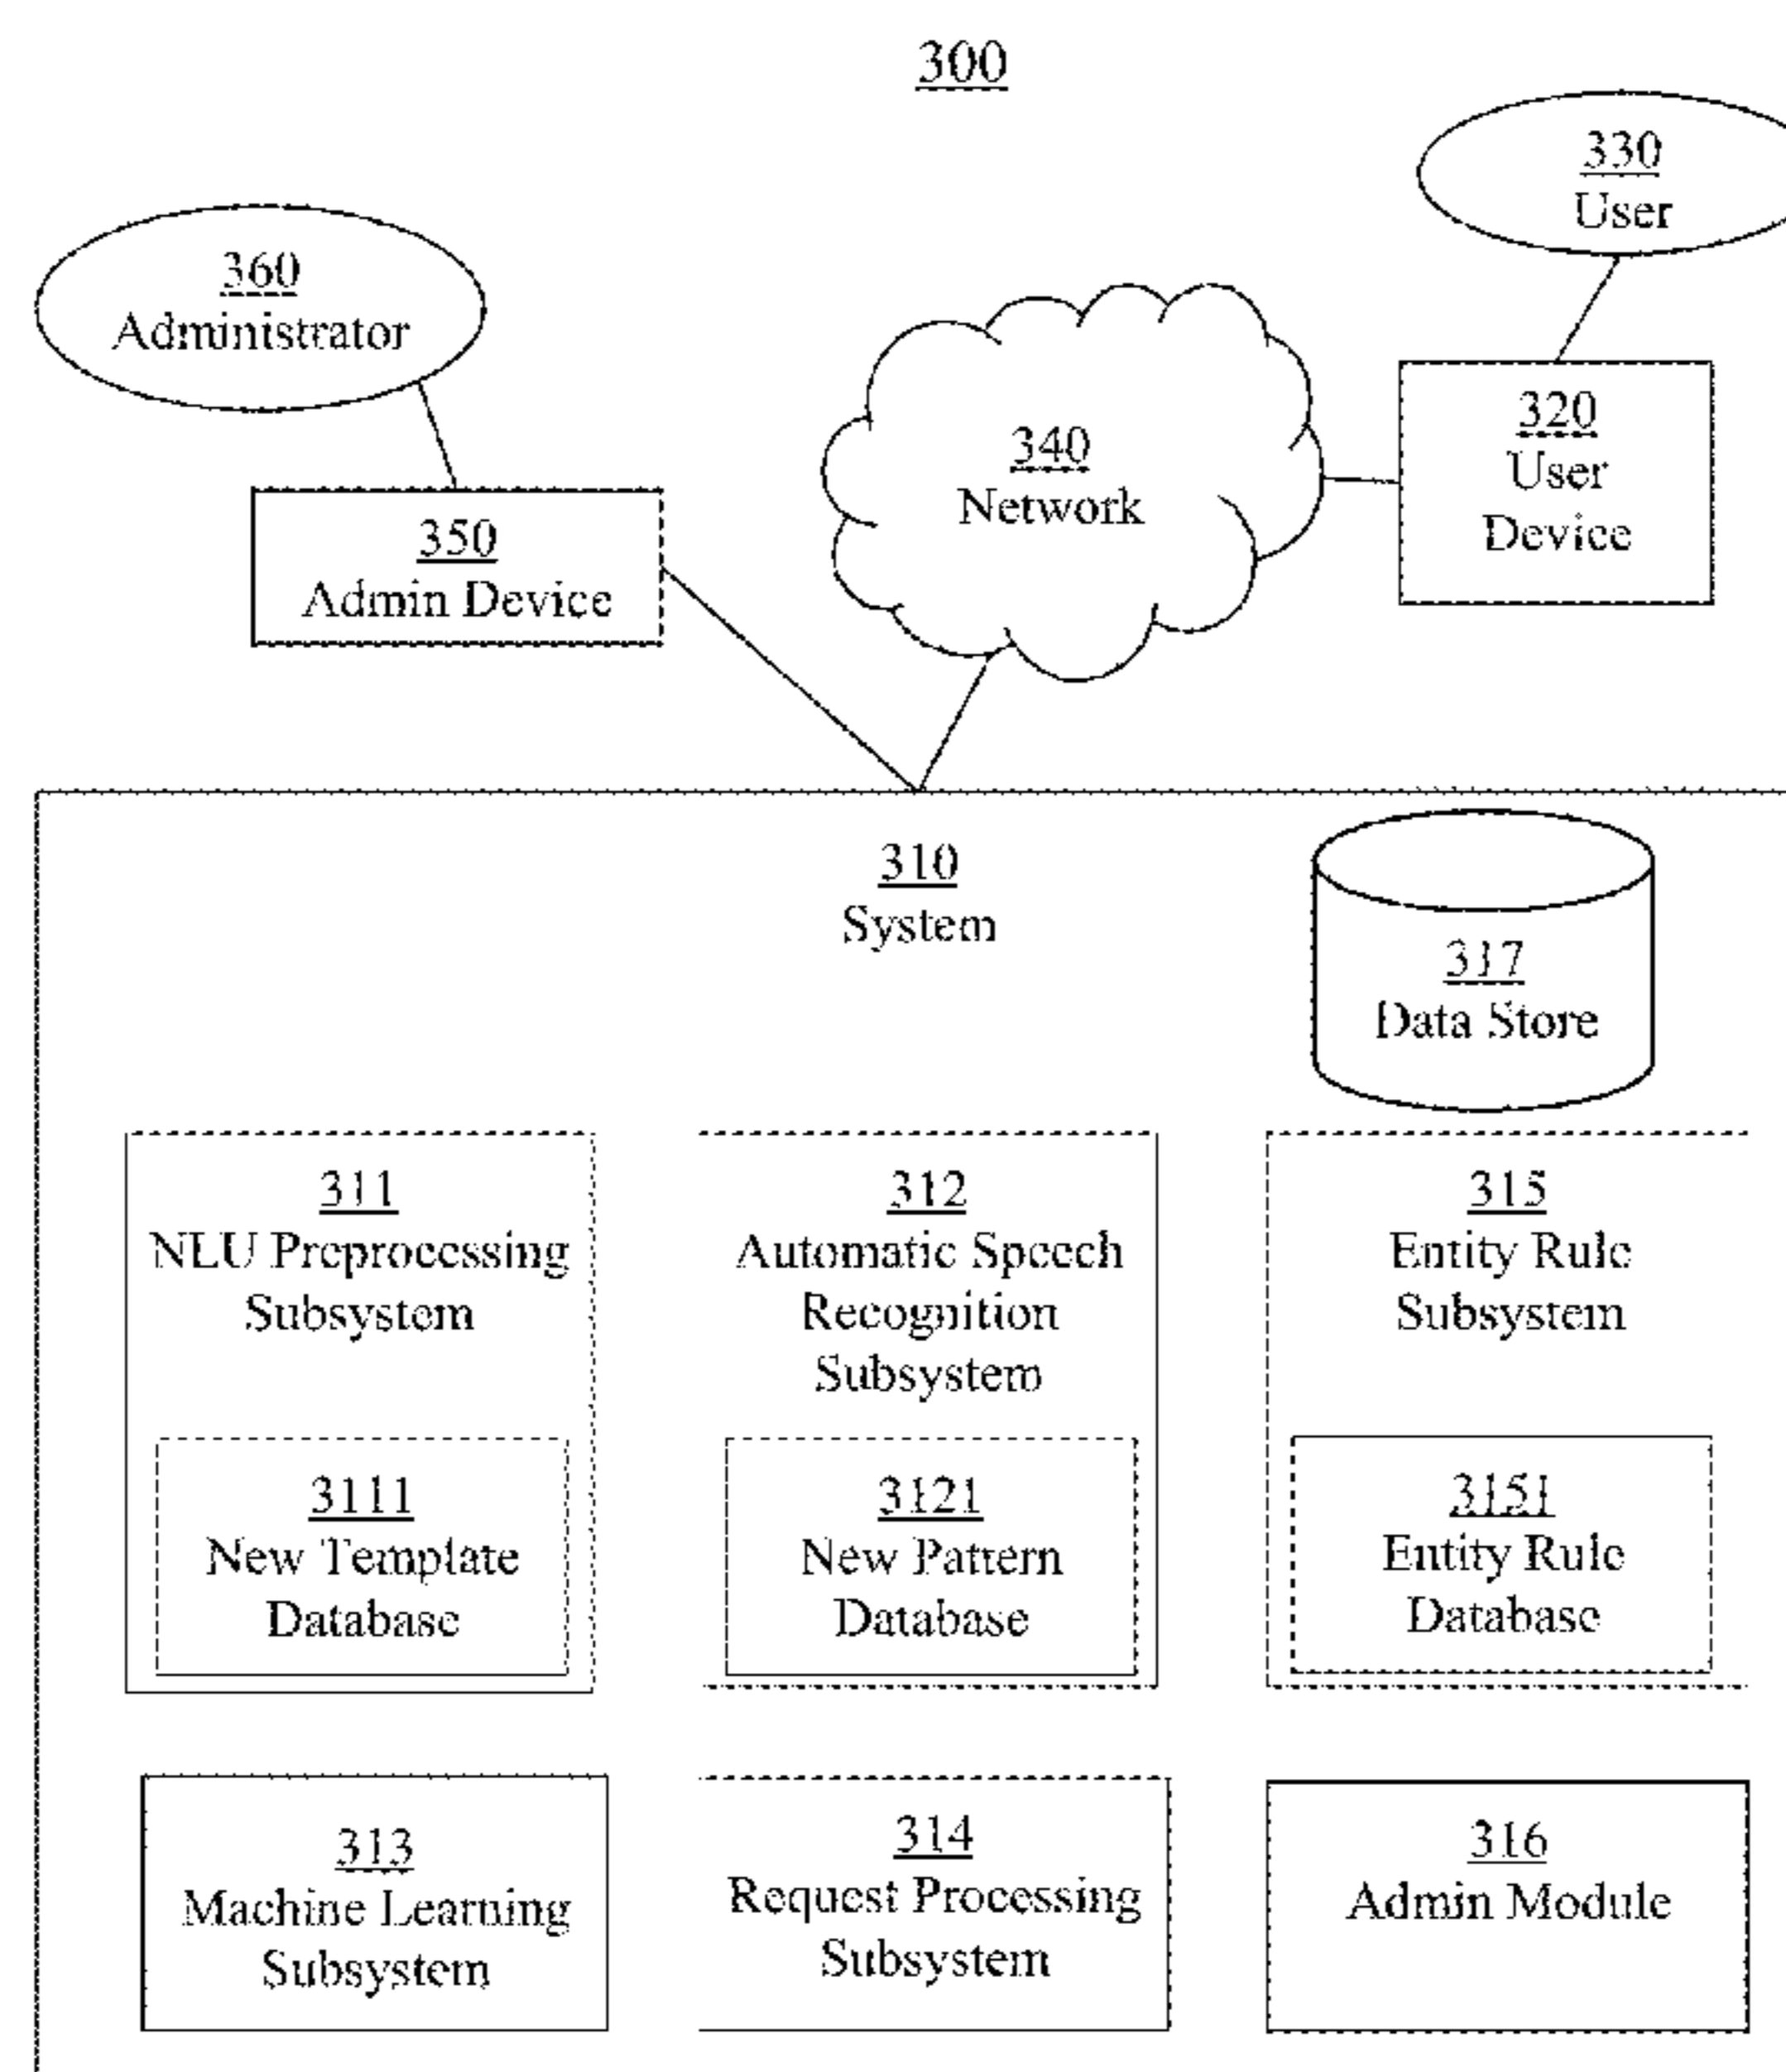 300
330
User
360
Administrator
320
User
Device
340
Network
350
Admin Device
310
System
317
Data Store
311
NLU Preprocessing
Subsystem
3111
New Template
Database
312
Automatic Speech
Recognition
Subsystem
3121
New Pattern
Database
315
Entity Rule
Subsystem
3151
Entity Rule
Database
313
Machine Learning
Subsystem
314
Request Processing
Subsystem
316
Admin Module